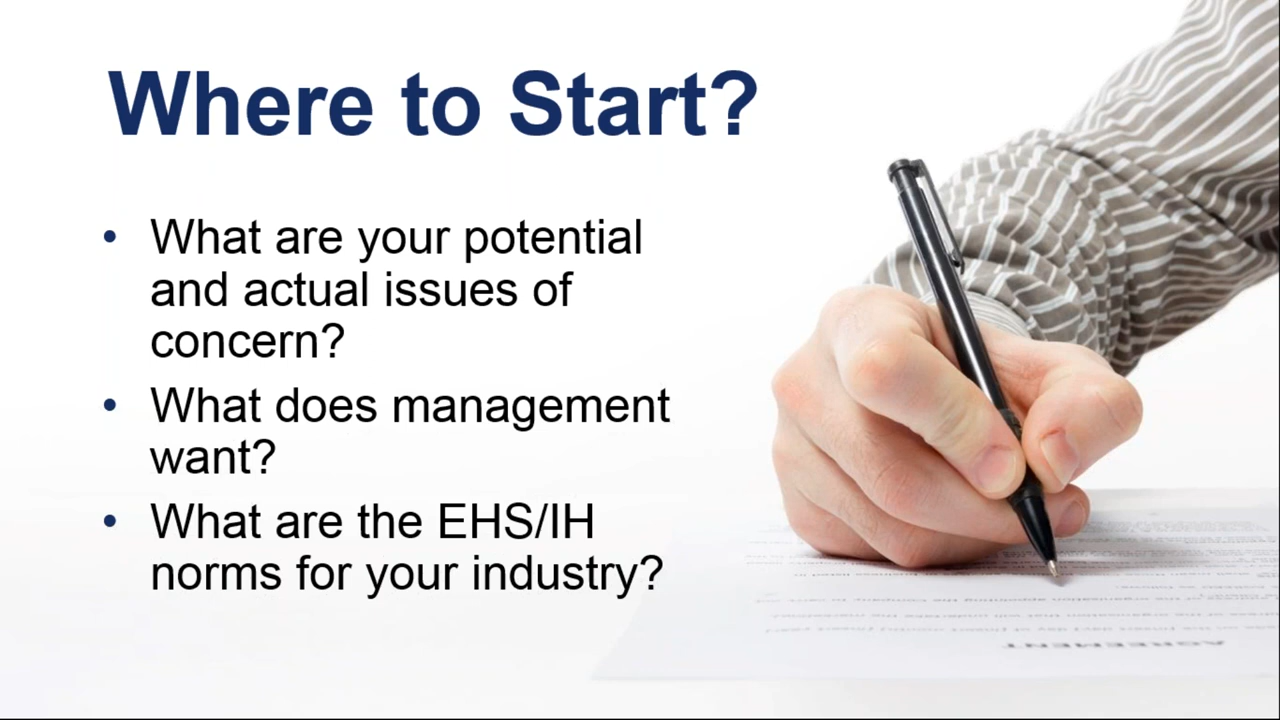 Where to Start?
• What are your potential
and actual issues of
concern?
• What does management
want?
• What are the EHS/IH
norms for your industry?
AGREEMENT